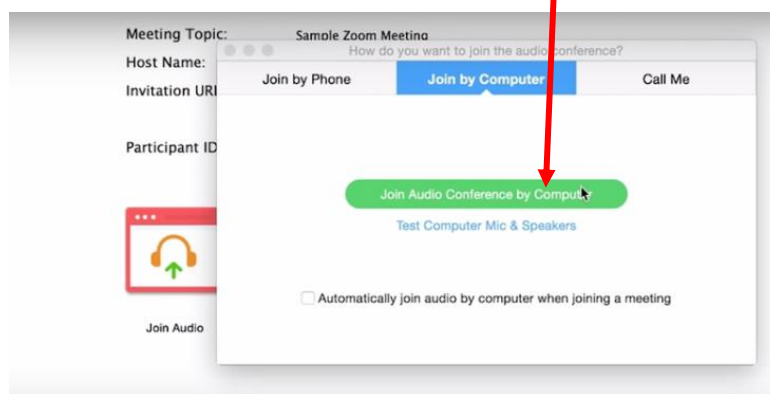 Meeting Topic: Sample Zoom Meeting
How do you want to join the audio conference?
Host Name:
Join by Phone Join by Computer Call Me
Invitation URL
Participant ID
Join Audio Conference by Computer
Test Computer Mic & Speakers
Automatically join audio by computer when joining a meeting
Join Audio